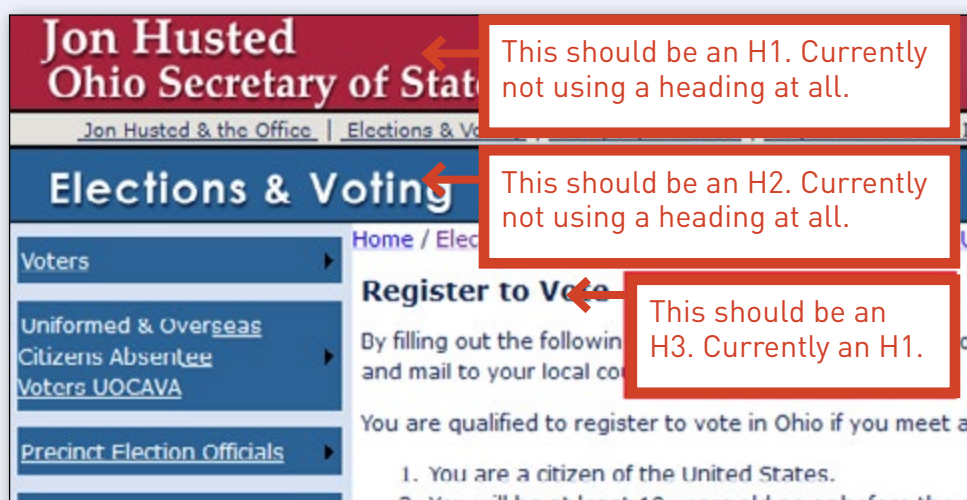 Jon Husted
Ohio Secretary of Stat
This should be an H1. Currently
not using a heading at all.
Jon Husted & the Office | Elections &
Elections & Voting
This should be an H2. Currently
not using a heading at all.
Home /
Voters
Register to Vote
This should be an
H3. Currently an H1.
Uniformed & Overseas
Citizens Absentee
Voters UOCAVA
By filling out the followin
and mail to your local
You are qualified to register to vote in Ohio if you meet a
Precinct Election Officials
1. You are a citizen of the United States.